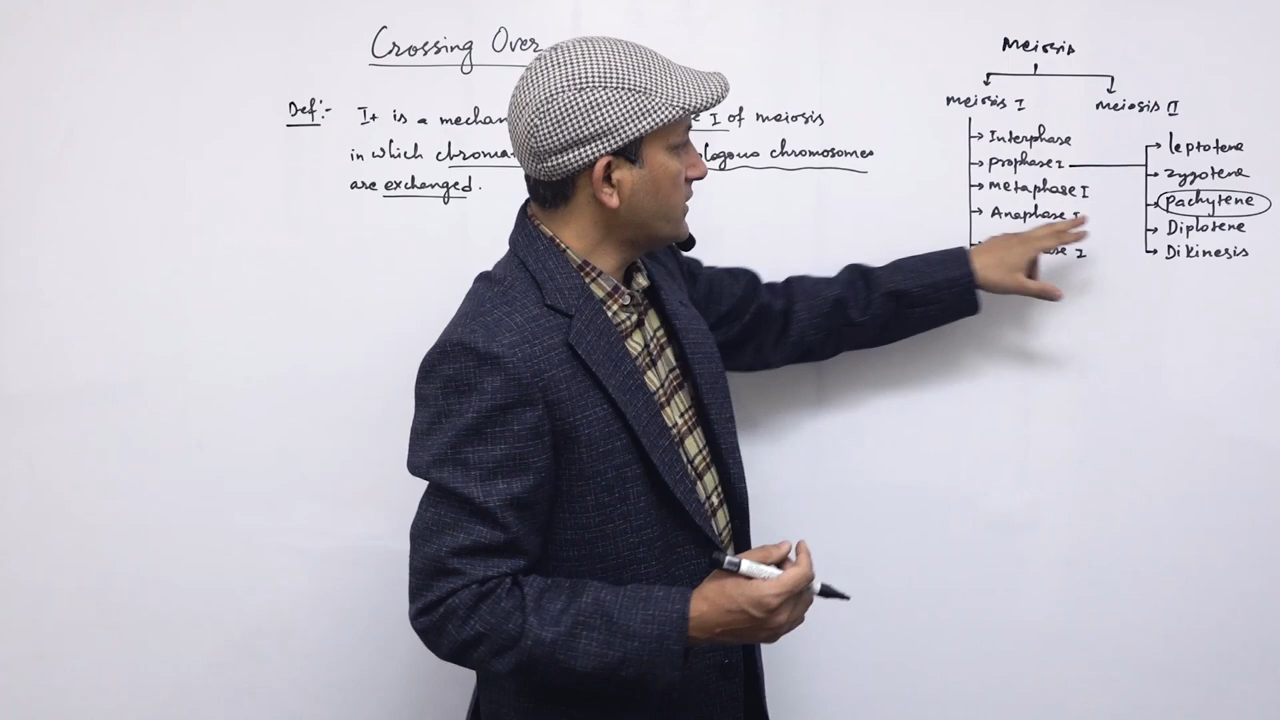 Crossing Over
Def:- It is a mechan I of meiosis
in which chroma logous chromosomes
are exchanged.
Meiosis
meiosis I
meiosis II
Interphase
prophase I
metaphase I
Anaphase I
ase I
leptotene
zygotene
Pachytene
Diplotene
Dikinesis